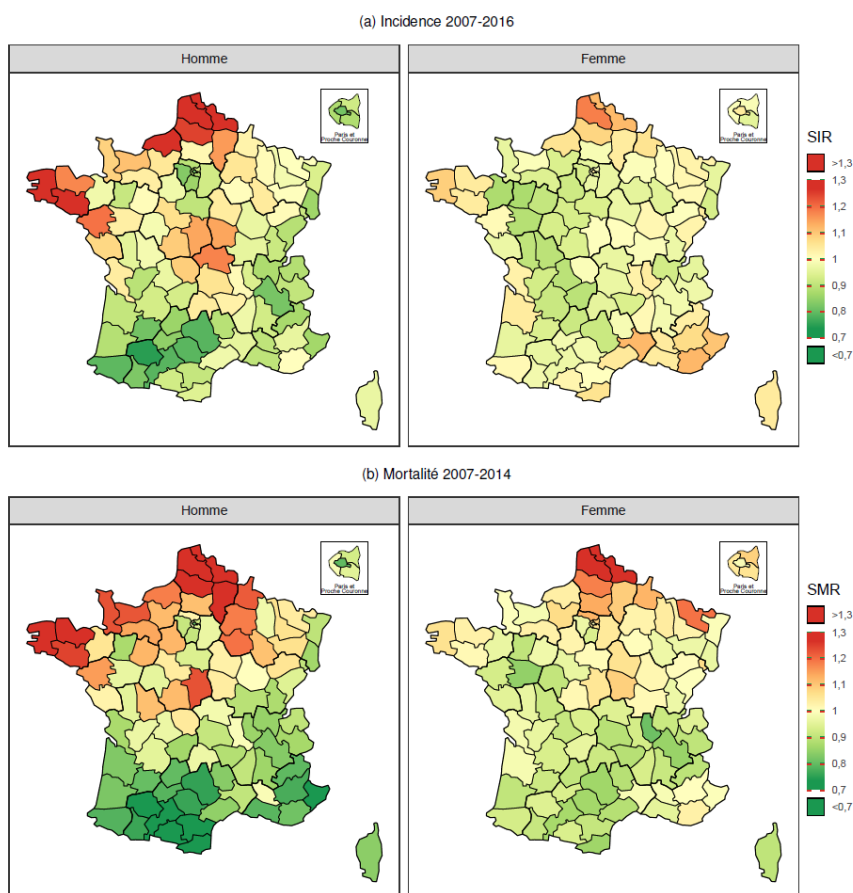 (a) Incidence 2007-2016
Homme
Femme
Paris et
Proche Couronne
Paris et
Proche Couronne
SIR
>1,3
1,3
1,2
1,1
1
0,9
0,8
0,7
<0,7
(b) Mortalité 2007-2014
Homme
Femme
Paris et
Proche Couronne
Paris et
Proche Couronne
SMR
>1,3
1,3
1,2
1,1
1
0,9
0,8
0,7
<0,7